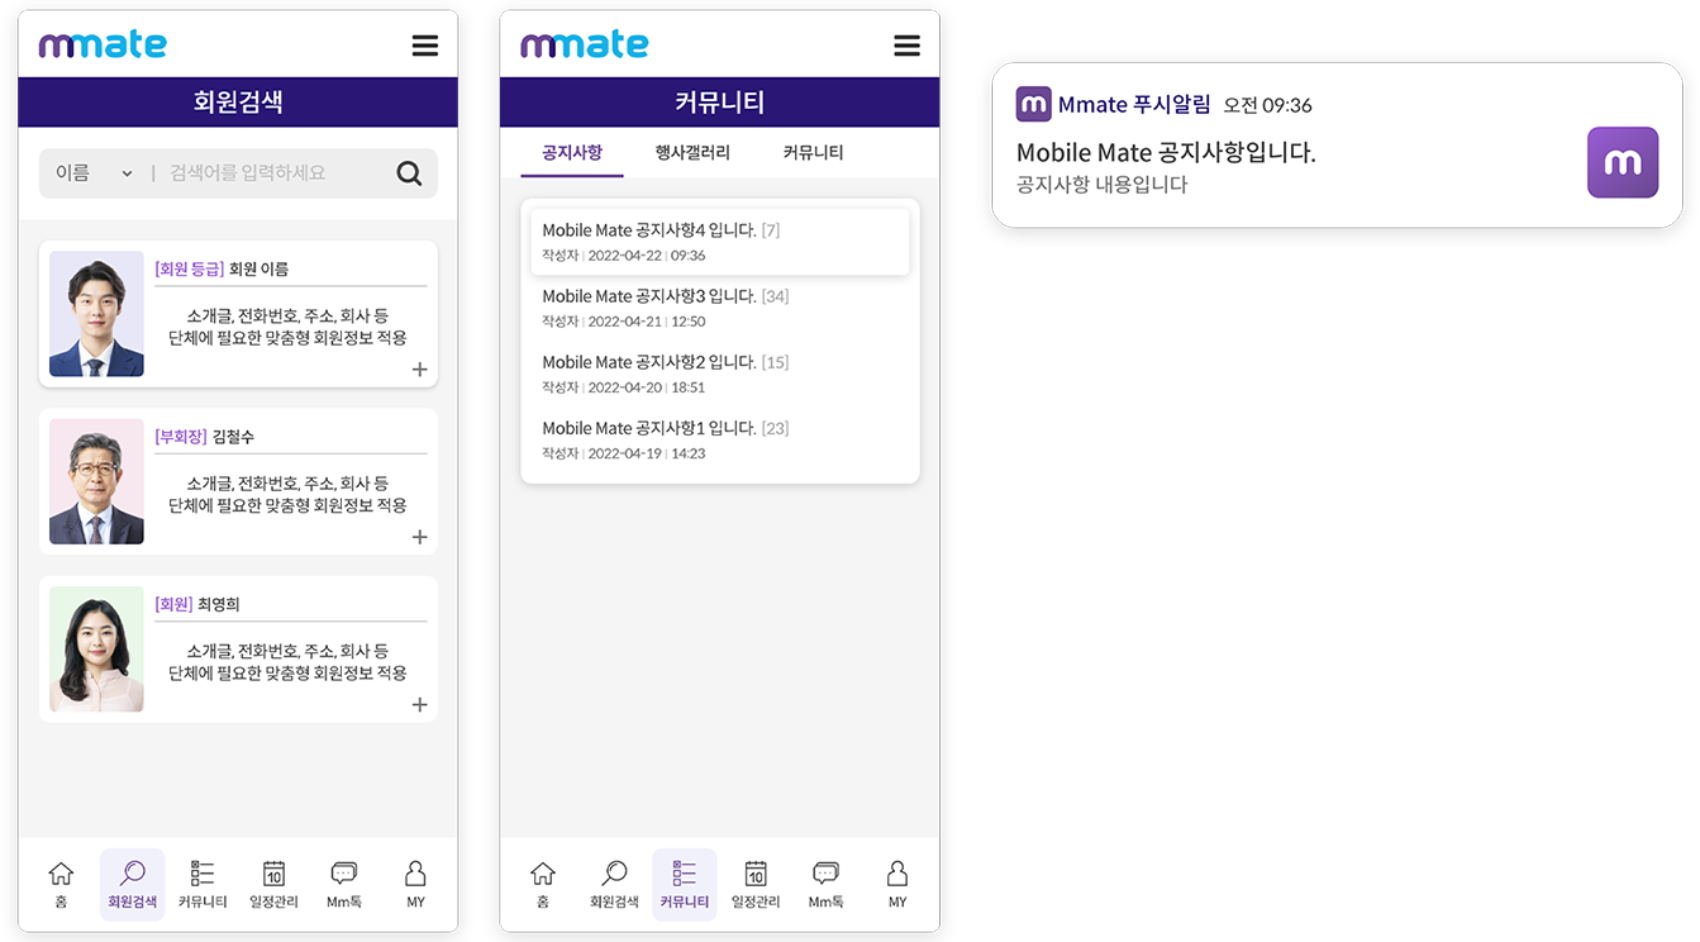 mmate
회원검색
이름 | 검색어를 입력하세요
[회원 등급] 회원 이름
소개글, 전화번호, 주소, 회사 등
단체에 필요한 맞춤형 회원정보 적용
+
[부회장] 김철수
소개글, 전화번호, 주소, 회사 등
단체에 필요한 맞춤형 회원정보 적용
+
[회원] 최영희
소개글, 전화번호, 주소, 회사 등
단체에 필요한 맞춤형 회원정보 적용
+
10
홈 회원검색 커뮤니티 일정관리 Mm톡 MY
mmate
커뮤니티
공지사항 행사갤러리 커뮤니티
Mobile Mate 공지사항4 입니다. [7]
작성자 | 2022-04-22 | 09:36
Mobile Mate 공지사항3 입니다. [34]
작성자 | 2022-04-21 | 12:50
Mobile Mate 공지사항2 입니다. [15]
작성자 | 2022-04-20 | 18:51
Mobile Mate 공지사항1 입니다. [23]
작성자 | 2022-04-19 | 14:23
10
홈 회원검색 커뮤니티 일정관리 Mm톡 MY
m Mmate 푸시알림 오전 09:36
Mobile Mate 공지사항입니다.
공지사항 내용입니다
m